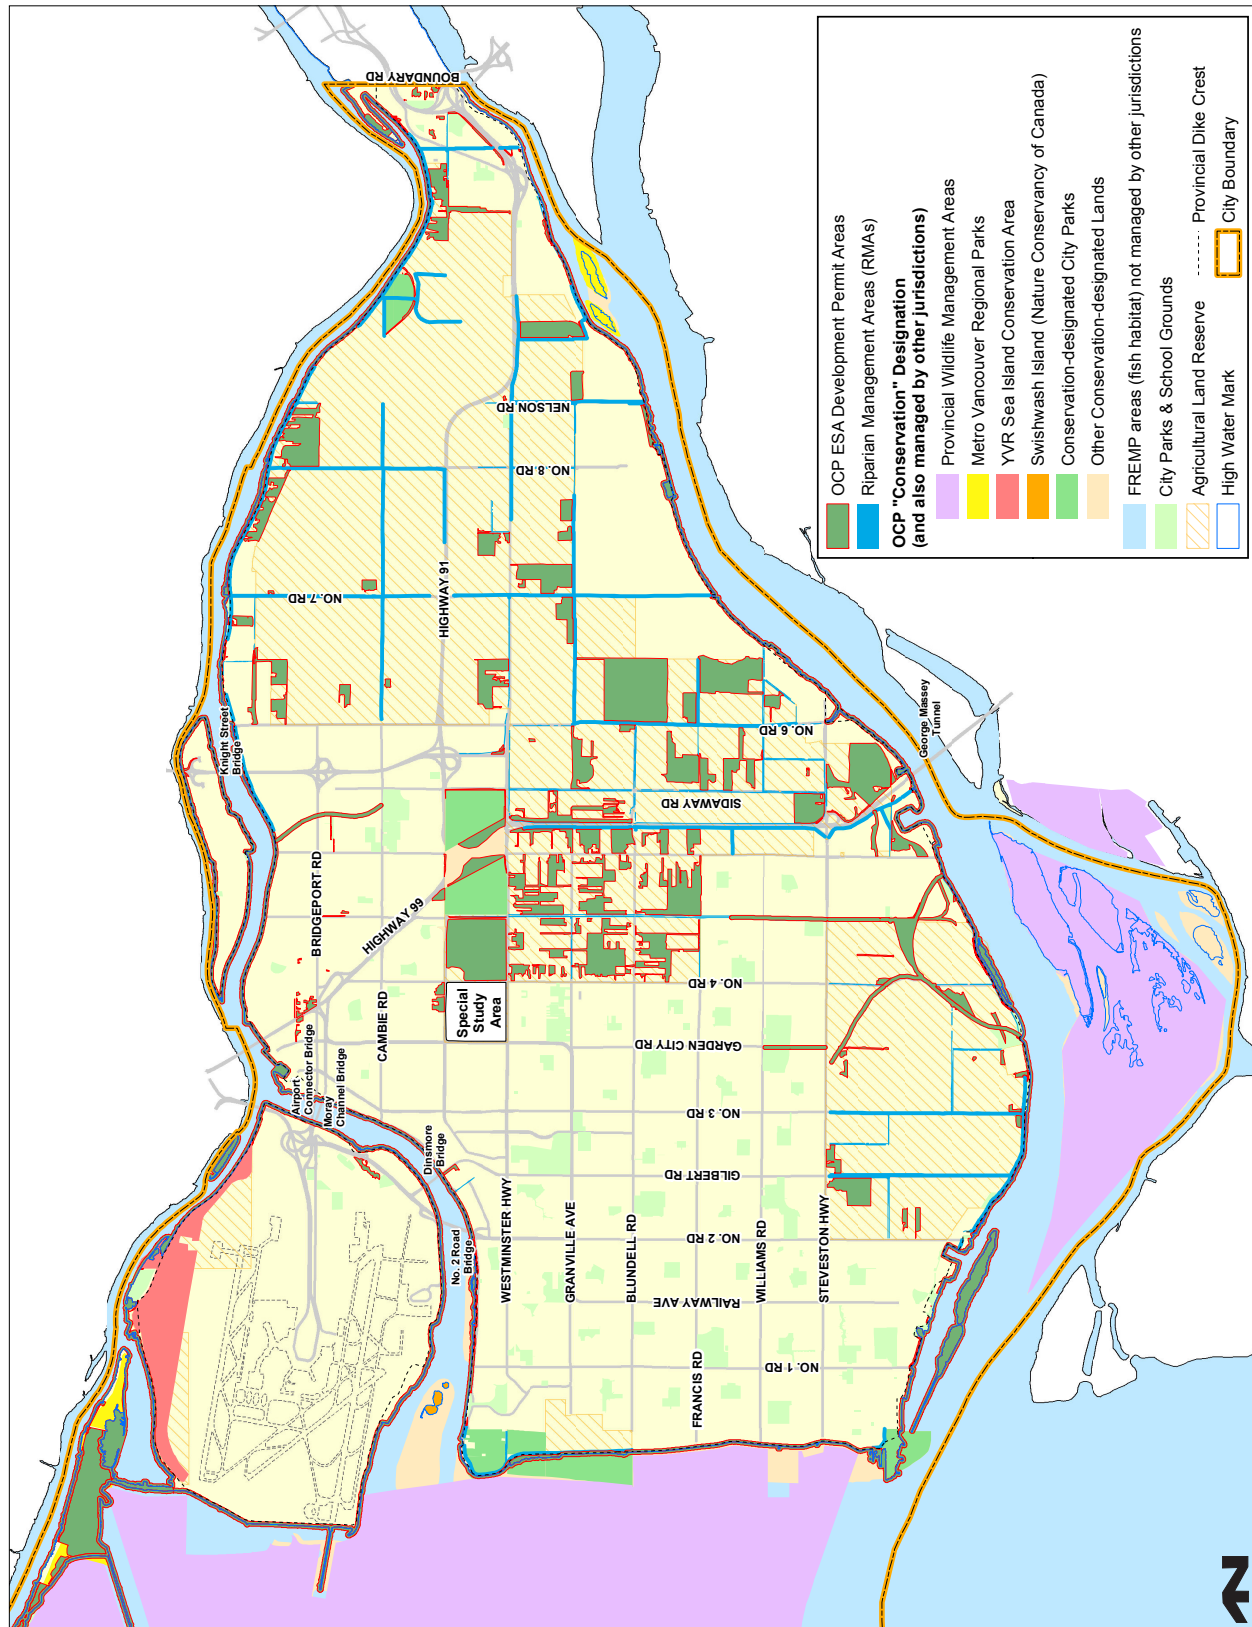 BOUNDARY RD
NELSON RD
NO. 8 RD
NO. 7 RD
HIGHWAY 91
Knight Street
Bridge
NO. 6 RD
George Massey
Tunnel
SIDAWAY RD
BRIDGEPORT RD
HIGHWAY 99
NO. 4 RD
Special
Study
Area
CAMBIE RD
GARDEN CITY RD
Airport
Connector Bridge
Moray
Channel Bridge
NO. 3 RD
Dinsmore
Bridge
GILBERT RD
No. 2 Road
Bridge
NO. 2 RD
WESTMINSTER HWY
GRANVILLE AVE
BLUNDELL RD
RAILWAY AVE
WILLIAMS RD
STEVESTON HWY
FRANCIS RD
NO. 1 RD
OCP ESA Development Permit Areas
Riparian Management Areas (RMAs)
OCP "Conservation" Designation
(and also managed by other jurisdictions)
Provincial Wildlife Management Areas
Metro Vancouver Regional Parks
YVR Sea Island Conservation Area
Swishwash Island (Nature Conservancy of Canada)
Conservation-designated City Parks
Other Conservation-designated Lands
FREMP areas (fish habitat) not managed by other jurisdictions
City Parks & School Grounds
Agricultural Land Reserve
Provincial Dike Crest
High Water Mark
City Boundary
N